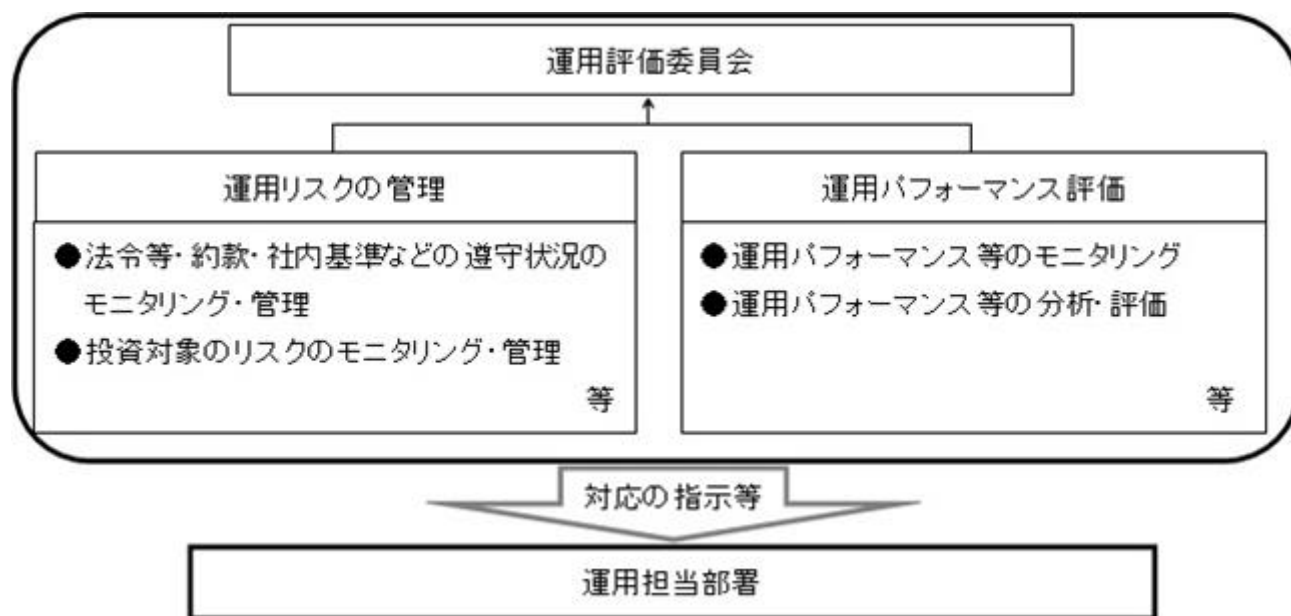 運用評価委員会
運用リスクの管理
●法令等・約款・社内基準などの遵守状況の
モニタリング・管理
●投資対象のリスクのモニタリング・管理
等
運用パフォーマンス評価
●運用パフォーマンス等のモニタリング
●運用パフォーマンス等の分析・評価
等
対応の指示等
運用担当部署